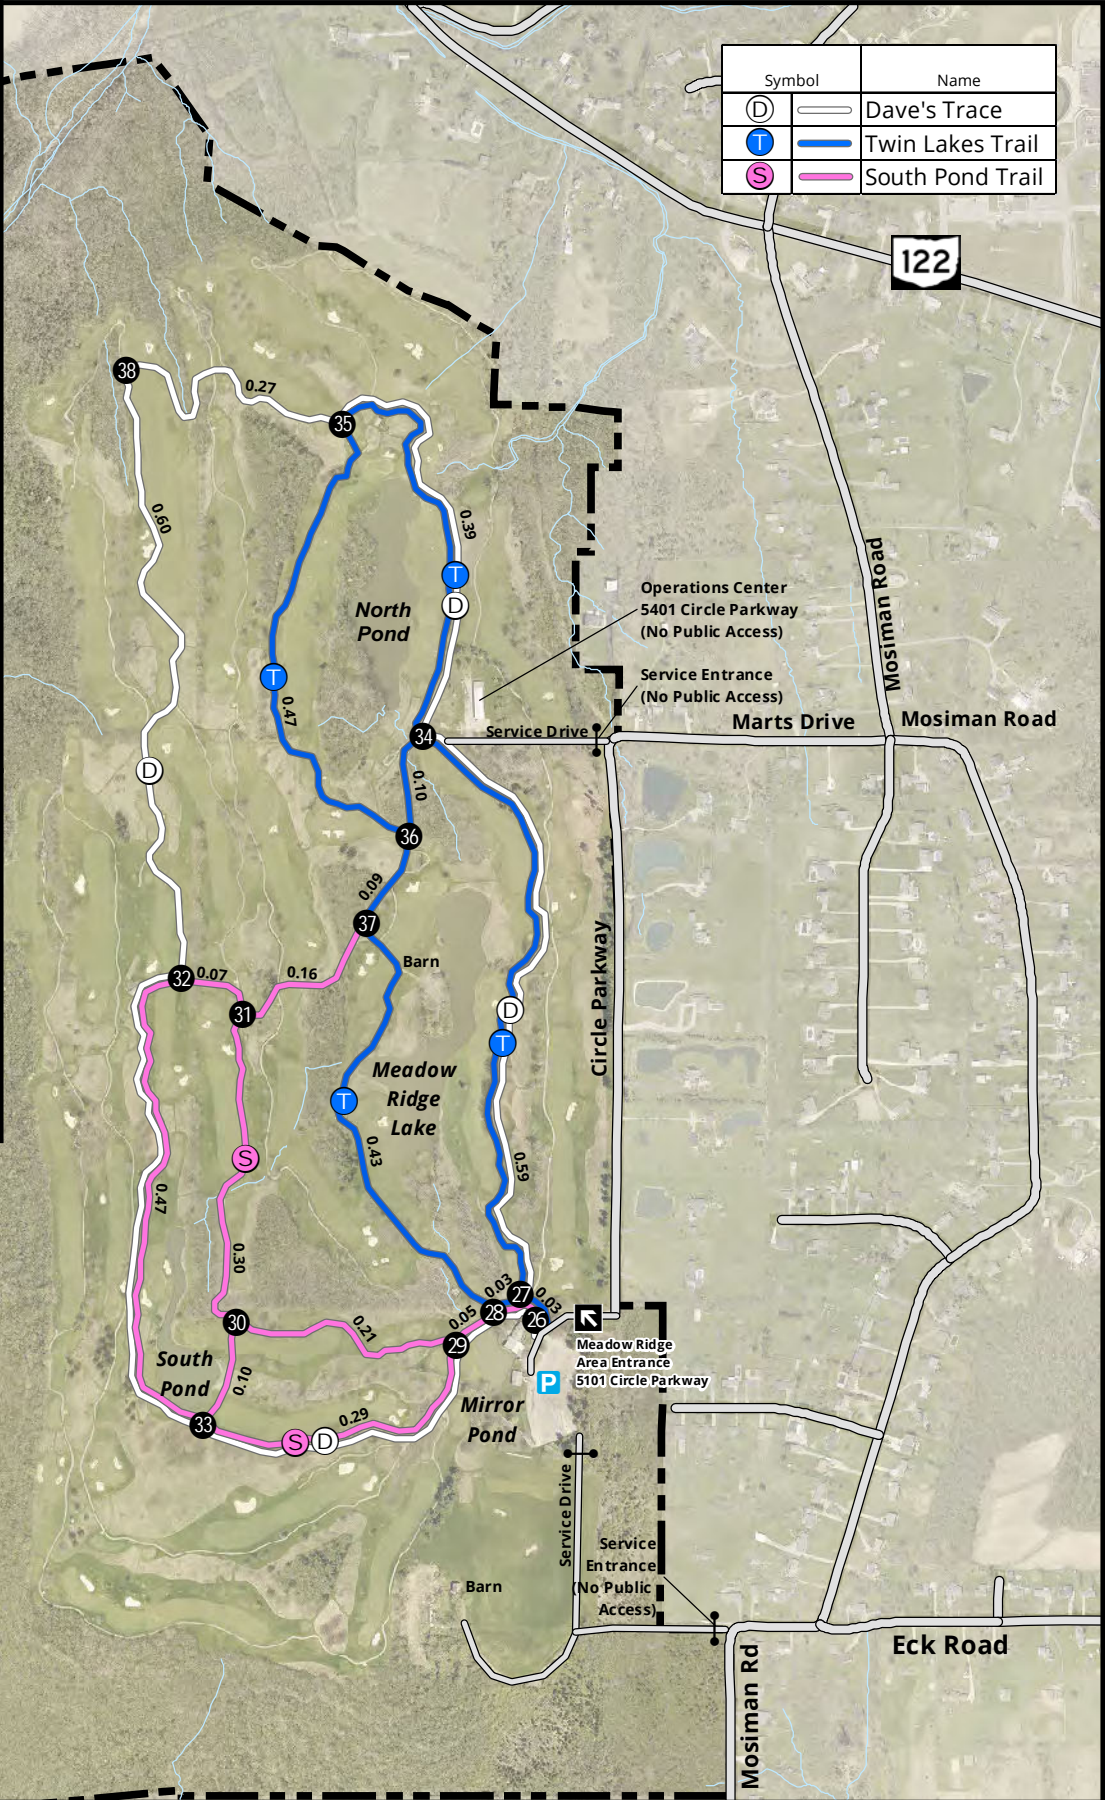 Symbol Name
D Dave's Trace
T Twin Lakes Trail
S South Pond Trail
122
38
0.27
35
0.60
0.39
T
D
North
Pond
Operations Center
5401 Circle Parkway
(No Public Access)
Mosiman Road
T
0.47
Service Entrance
(No Public Access)
Marts Drive
Mosiman Road
34
Service Drive
D
0.10
36
0.09
37
Barn
Circle Parkway
32
0.07
0.16
31
D
T
Meadow
Ridge
Lake
T
0.43
S
0.59
0.47
0.30
27
0.03
0.03
28
26
0.05
30
0.21
29
Meadow Ridge
Area Entrance
5101 Circle Parkway
P
South
Pond
0.10
33
0.29
S
D
Mirror
Pond
Service Drive
Service
Entrance
(No Public
Access)
Barn
Eck Road
Mosiman Rd